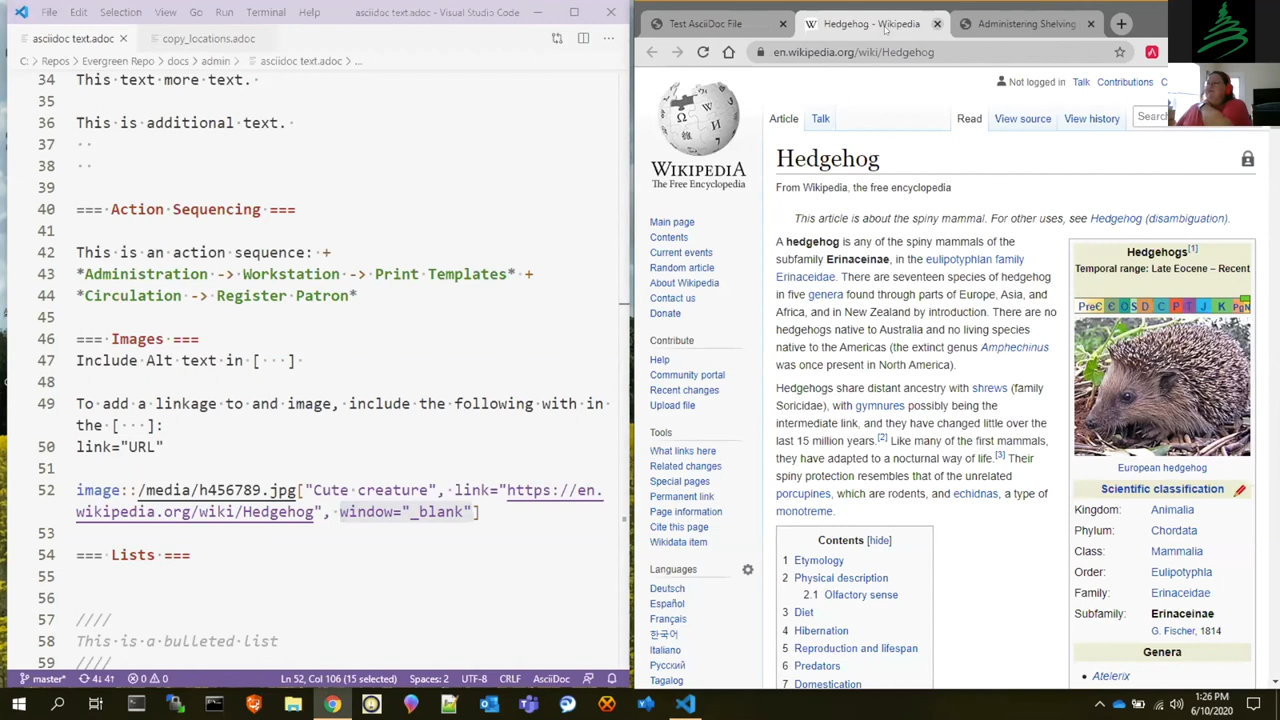 File Edit Selection View Go Run Terminal Help asciidoc text.adoc - Visual Studio Code
asciidoc text.adoc copy_locations.adoc
C: > Repos > Evergreen Repo > docs > admin > asciidoc text.adoc > ...
34 This text more text.
35
36 This is additional text.
37
38
39
40 === Action Sequencing ===
41
42 This is an action sequence: +
43 *Administration -> Workstation -> Print Templates* +
44 *Circulation -> Register Patron*
45
46 === Images ===
47 Include Alt text in [ ··· ]
48
49 To add a linkage to and image, include the following with in
the [ ··· ]:
50 link="URL"
51
52 image::/media/h456789.jpg["Cute creature", link="https://en.
wikipedia.org/wiki/Hedgehog", window="_blank"]
53
54 === Lists ===
55
56
57 ////
58 This is a bulleted list
59 ////
master* 4↓ 4↑ 0 0 Ln 52, Col 106 (15 selected) Spaces: 2 UTF-8 CRLF AsciiDoc
Test AsciiDoc File Hedgehog - Wikipedia Administering Shelving
en.wikipedia.org/wiki/Hedgehog
Not logged in Talk Contributions C
Article Talk Read View source View history Searc
WIKIPEDIA
The Free Encyclopedia
Main page
Contents
Current events
Random article
About Wikipedia
Contact us
Donate
Contribute
Help
Community portal
Recent changes
Upload file
Tools
What links here
Related changes
Special pages
Permanent link
Page information
Cite this page
Wikidata item
Languages
Deutsch
Español
Français
한국어
Italiano
Русский
Tagalog
Hedgehog
From Wikipedia, the free encyclopedia
This article is about the spiny mammal. For other uses, see Hedgehog (disambiguation).
A hedgehog is any of the spiny mammals of the
subfamily Erinaceinae, in the eulipotyphlan family
Erinaceidae. There are seventeen species of hedgehog
in five genera found through parts of Europe, Asia, and
Africa, and in New Zealand by introduction. There are no
hedgehogs native to Australia and no living species
native to the Americas (the extinct genus Amphechinus
was once present in North America).
Hedgehogs share distant ancestry with shrews (family
Soricidae), with gymnures possibly being the
intermediate link, and they have changed little over the
last 15 million years.[2] Like many of the first mammals,
they have adapted to a nocturnal way of life.[3] Their
spiny protection resembles that of the unrelated
porcupines, which are rodents, and echidnas, a type of
monotreme.
Contents [hide]
1 Etymology
2 Physical description
2.1 Olfactory sense
3 Diet
4 Hibernation
5 Reproduction and lifespan
6 Predators
7 Domestication
Hedgehogs[1]
Temporal range: Late Eocene – Recent
PreꞒ Ꞓ O S D C P T J K PgN
European hedgehog
Scientific classification
Kingdom: Animalia
Phylum: Chordata
Class: Mammalia
Order: Eulipotyphla
Family: Erinaceidae
Subfamily: Erinaceinae
G. Fischer, 1814
Genera
• Atelerix
1:26 PM
6/10/2020